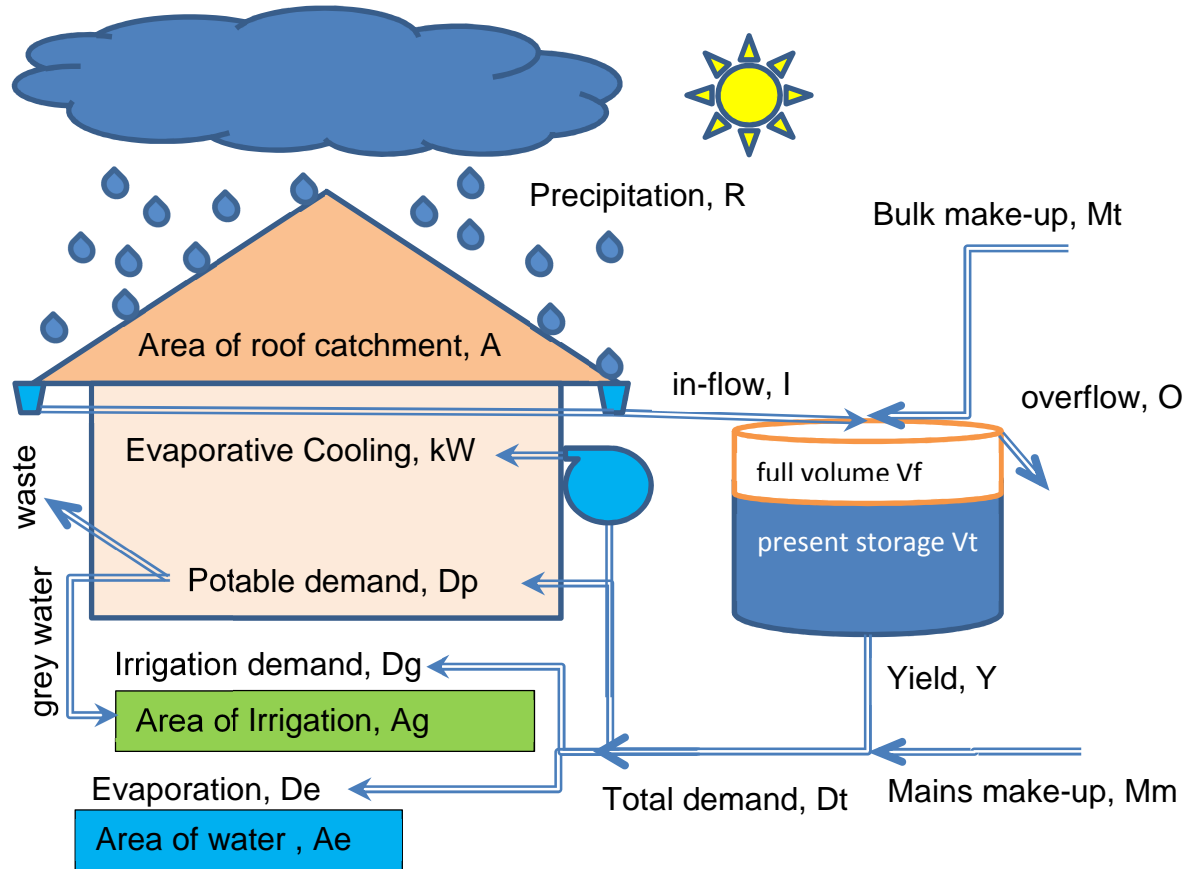 Precipitation, R
Bulk make-up, Mt
Area of roof catchment, A
in-flow, I
overflow, O
Evaporative Cooling, kW
full volume Vf
waste
present storage Vt
Potable demand, Dp
grey water
Irrigation demand, Dg
Yield, Y
Area of Irrigation, Ag
Evaporation, De
Total demand, Dt
Mains make-up, Mm
Area of water , Ae